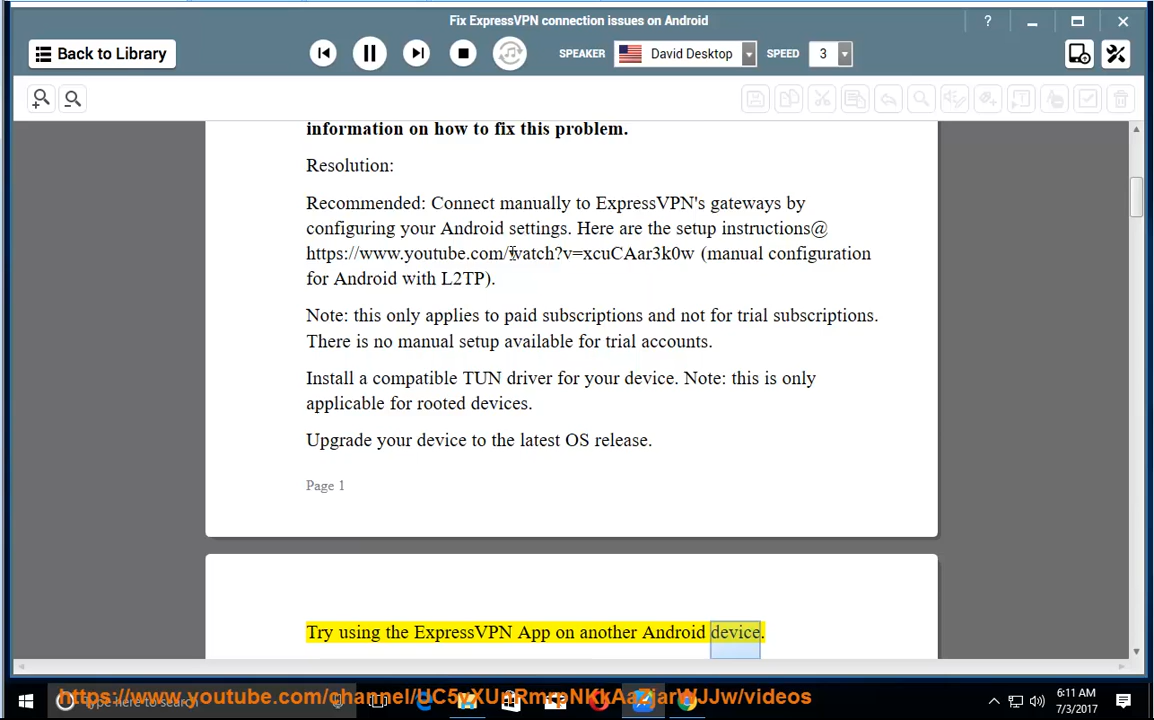 Fix ExpressVPN connection issues on Android
?
Back to Library
SPEAKER
David Desktop
SPEED
3
information on how to fix this problem.
Resolution:
Recommended: Connect manually to ExpressVPN's gateways by
configuring your Android settings. Here are the setup instructions@
https://www.youtube.com/watch?v=xcuCAar3k0w (manual configuration
for Android with L2TP).
Note: this only applies to paid subscriptions and not for trial subscriptions.
There is no manual setup available for trial accounts.
Install a compatible TUN driver for your device. Note: this is only
applicable for rooted devices.
Upgrade your device to the latest OS release.
Page 1
Try using the ExpressVPN App on another Android device.
Type here to search
6:11 AM
7/3/2017